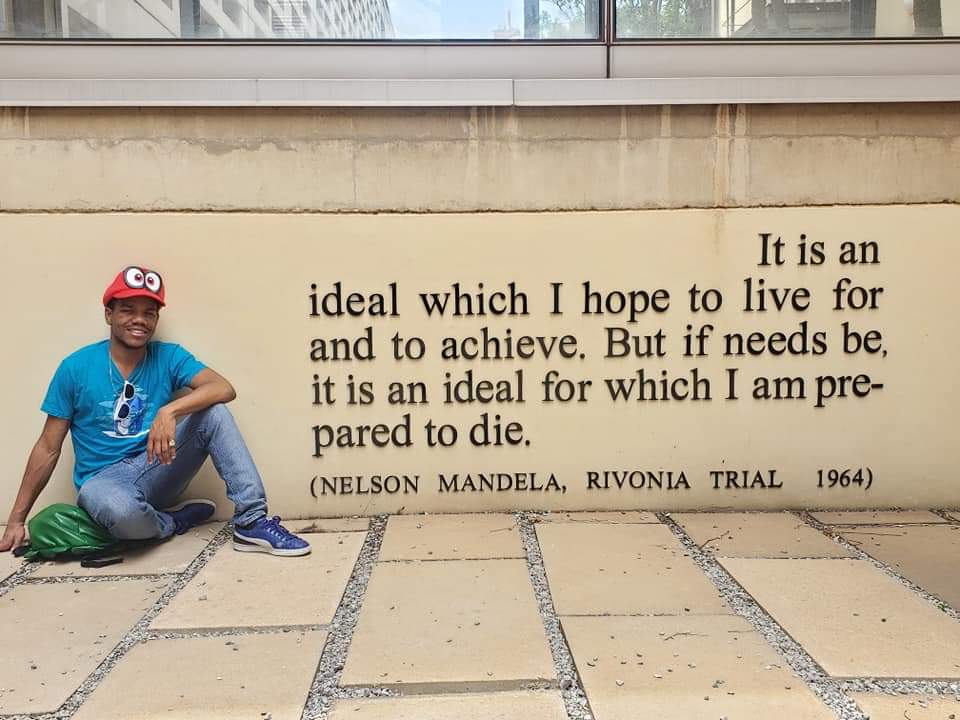 It is an
ideal which I hope to live for
and to achieve. But if needs be,
it is an ideal for which I am pre-
pared to die.
(NELSON MANDELA, RIVONIA TRIAL 1964)